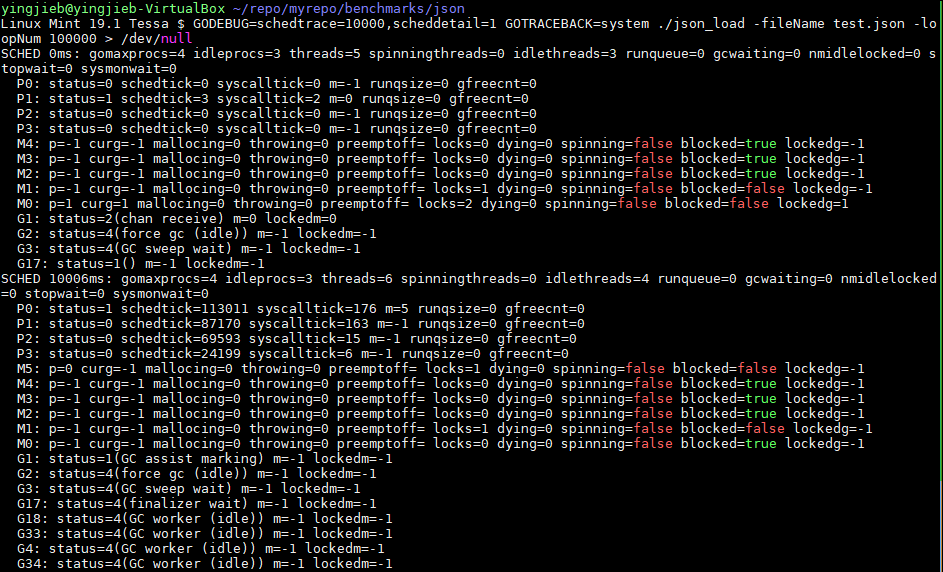 yingjieb@yingjieb-VirtualBox ~/repo/myrepo/benchmarks/json
Linux Mint 19.1 Tessa $ GODEBUG=schedtrace=10000,scheddetail=1 GOTRACEBACK=system ./json_load -fileName test.json -lo
opNum 100000 > /dev/null
SCHED 0ms: gomaxprocs=4 idleprocs=3 threads=5 spinningthreads=0 idlethreads=3 runqueue=0 gcwaiting=0 nmidlelocked=0 s
topwait=0 sysmonwait=0
  P0: status=0 schedtick=0 syscalltick=0 m=-1 runqsize=0 gfreecnt=0
  P1: status=1 schedtick=3 syscalltick=2 m=0 runqsize=0 gfreecnt=0
  P2: status=0 schedtick=0 syscalltick=0 m=-1 runqsize=0 gfreecnt=0
  P3: status=0 schedtick=0 syscalltick=0 m=-1 runqsize=0 gfreecnt=0
  M4: p=-1 curg=-1 mallocing=0 throwing=0 preemptoff= locks=0 dying=0 spinning=false blocked=true lockedg=-1
  M3: p=-1 curg=-1 mallocing=0 throwing=0 preemptoff= locks=0 dying=0 spinning=false blocked=true lockedg=-1
  M2: p=-1 curg=-1 mallocing=0 throwing=0 preemptoff= locks=0 dying=0 spinning=false blocked=true lockedg=-1
  M1: p=-1 curg=-1 mallocing=0 throwing=0 preemptoff= locks=1 dying=0 spinning=false blocked=false lockedg=-1
  M0: p=1 curg=1 mallocing=0 throwing=0 preemptoff= locks=2 dying=0 spinning=false blocked=false lockedg=1
  G1: status=2(chan receive) m=0 lockedm=0
  G2: status=4(force gc (idle)) m=-1 lockedm=-1
  G3: status=4(GC sweep wait) m=-1 lockedm=-1
  G17: status=1() m=-1 lockedm=-1
SCHED 10006ms: gomaxprocs=4 idleprocs=3 threads=6 spinningthreads=0 idlethreads=4 runqueue=0 gcwaiting=0 nmidlelocked
=0 stopwait=0 sysmonwait=0
  P0: status=1 schedtick=113011 syscalltick=176 m=5 runqsize=0 gfreecnt=0
  P1: status=0 schedtick=87170 syscalltick=163 m=-1 runqsize=0 gfreecnt=0
  P2: status=0 schedtick=69593 syscalltick=15 m=-1 runqsize=0 gfreecnt=0
  P3: status=0 schedtick=24199 syscalltick=6 m=-1 runqsize=0 gfreecnt=0
  M5: p=0 curg=-1 mallocing=0 throwing=0 preemptoff= locks=1 dying=0 spinning=false blocked=false lockedg=-1
  M4: p=-1 curg=-1 mallocing=0 throwing=0 preemptoff= locks=0 dying=0 spinning=false blocked=true lockedg=-1
  M3: p=-1 curg=-1 mallocing=0 throwing=0 preemptoff= locks=0 dying=0 spinning=false blocked=true lockedg=-1
  M2: p=-1 curg=-1 mallocing=0 throwing=0 preemptoff= locks=0 dying=0 spinning=false blocked=true lockedg=-1
  M1: p=-1 curg=-1 mallocing=0 throwing=0 preemptoff= locks=1 dying=0 spinning=false blocked=false lockedg=-1
  M0: p=-1 curg=-1 mallocing=0 throwing=0 preemptoff= locks=0 dying=0 spinning=false blocked=true lockedg=-1
  G1: status=1(GC assist marking) m=-1 lockedm=-1
  G2: status=4(force gc (idle)) m=-1 lockedm=-1
  G3: status=4(GC sweep wait) m=-1 lockedm=-1
  G17: status=4(finalizer wait) m=-1 lockedm=-1
  G18: status=4(GC worker (idle)) m=-1 lockedm=-1
  G33: status=4(GC worker (idle)) m=-1 lockedm=-1
  G4: status=4(GC worker (idle)) m=-1 lockedm=-1
  G34: status=4(GC worker (idle)) m=-1 lockedm=-1